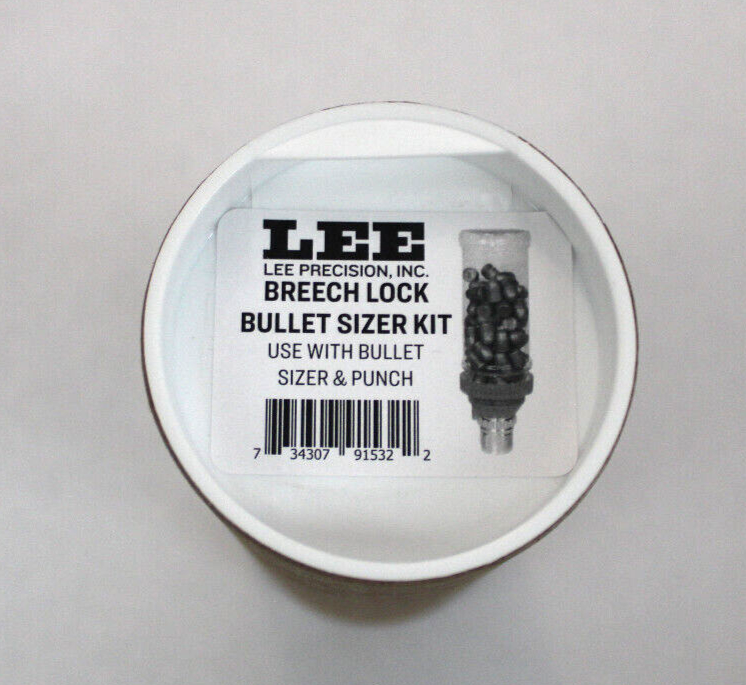 LEE
LEE PRECISION, INC.
BREECH LOCK
BULLET SIZER KIT
USE WITH BULLET
SIZER & PUNCH
7 34307 91532 2